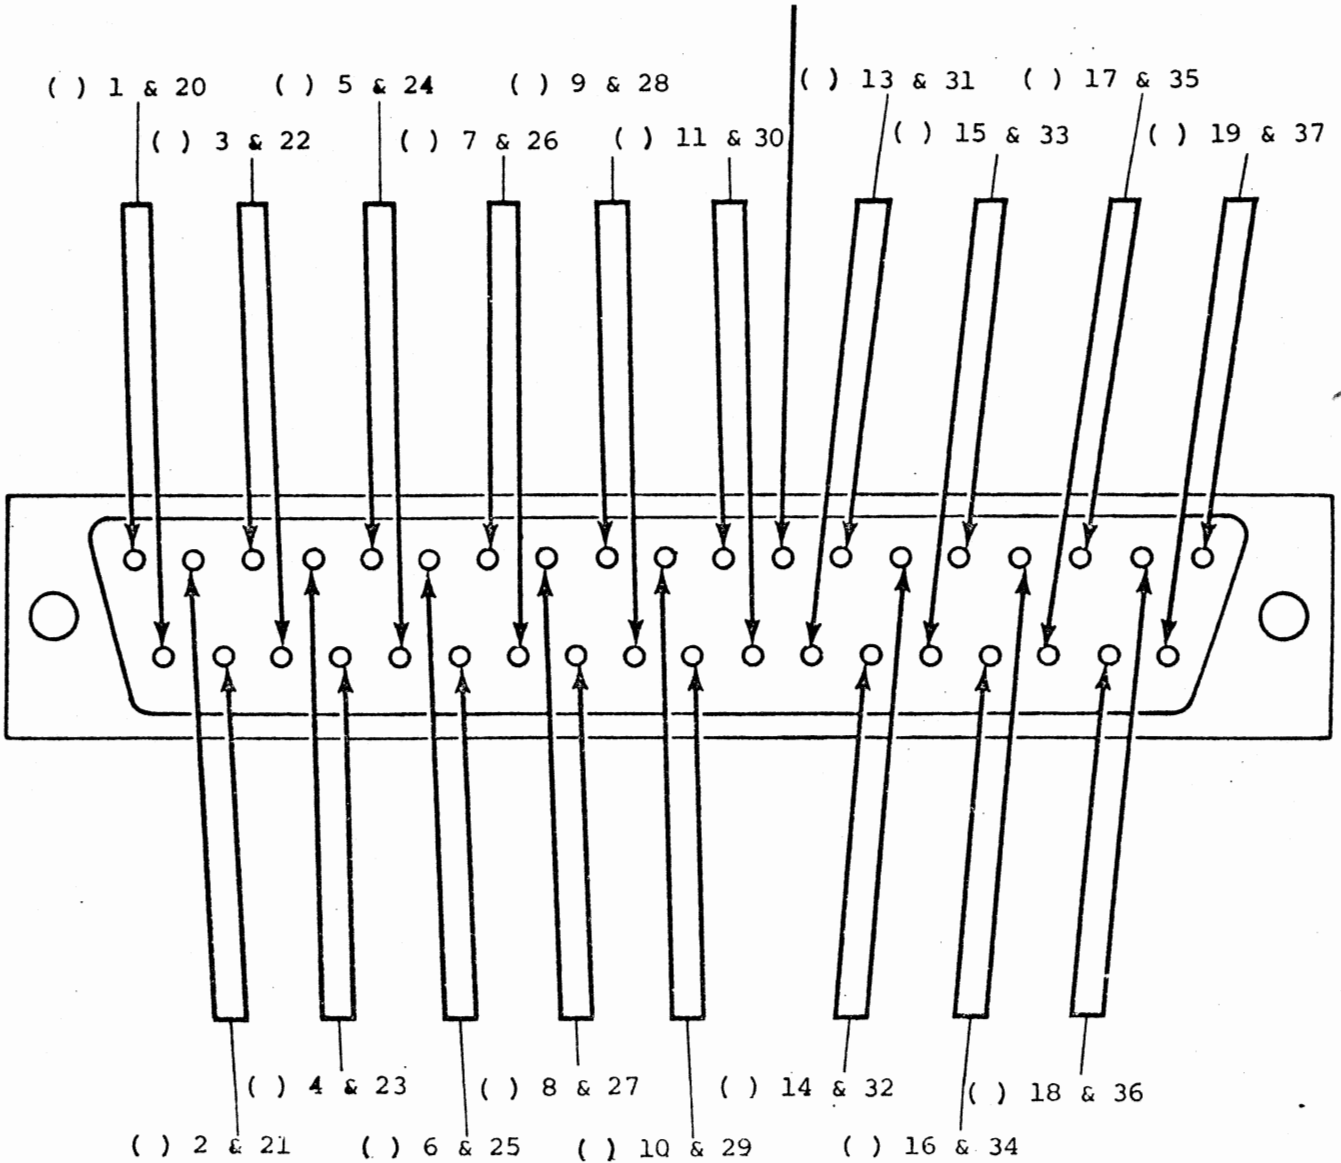 ( ) 1 & 20
( ) 5 & 24
( ) 9 & 28
( ) 13 & 31
( ) 17 & 35
( ) 3 & 22
( ) 7 & 26
( ) 11 & 30
( ) 15 & 33
( ) 19 & 37
( ) 4 & 23
( ) 8 & 27
( ) 14 & 32
( ) 18 & 36
( ) 2 & 21
( ) 6 & 25
( ) 10 & 29
( ) 16 & 34